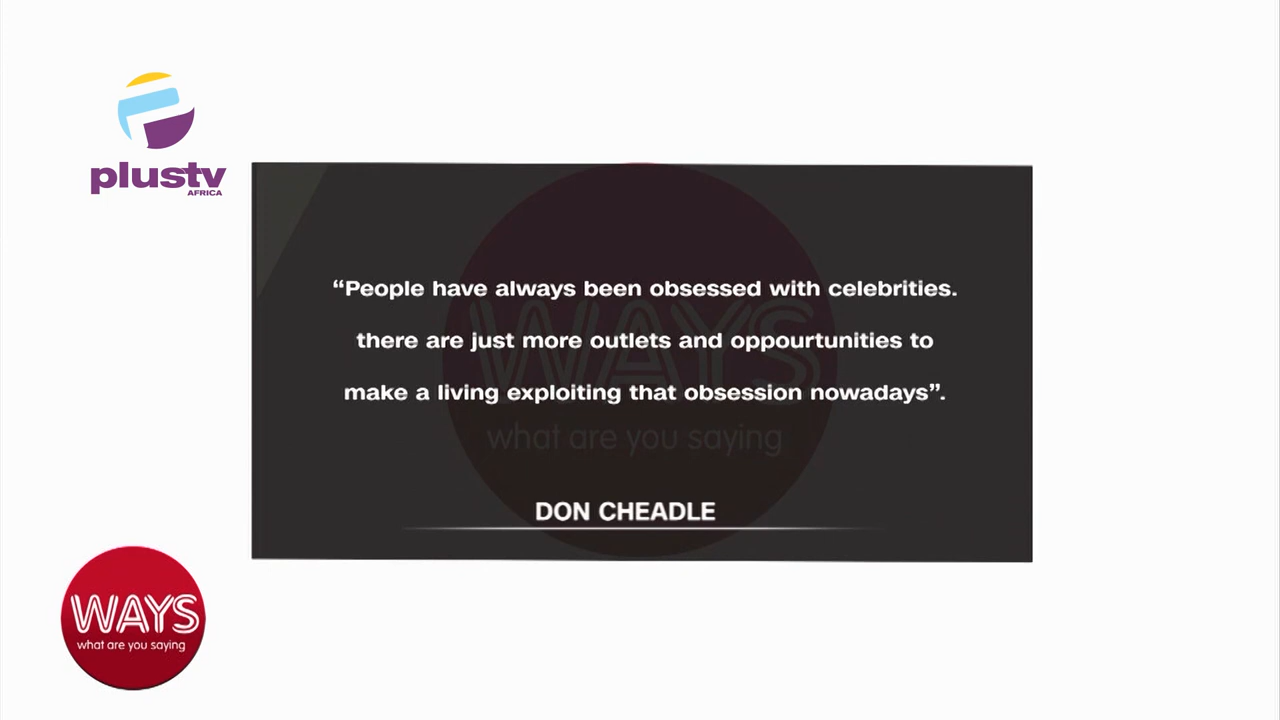 plustv
AFRICA
“People have always been obsessed with celebrities.
there are just more outlets and oppourtunities to
make a living exploiting that obsession nowadays”.
WAYS
what are you saying
DON CHEADLE
WAYS
what are you saying